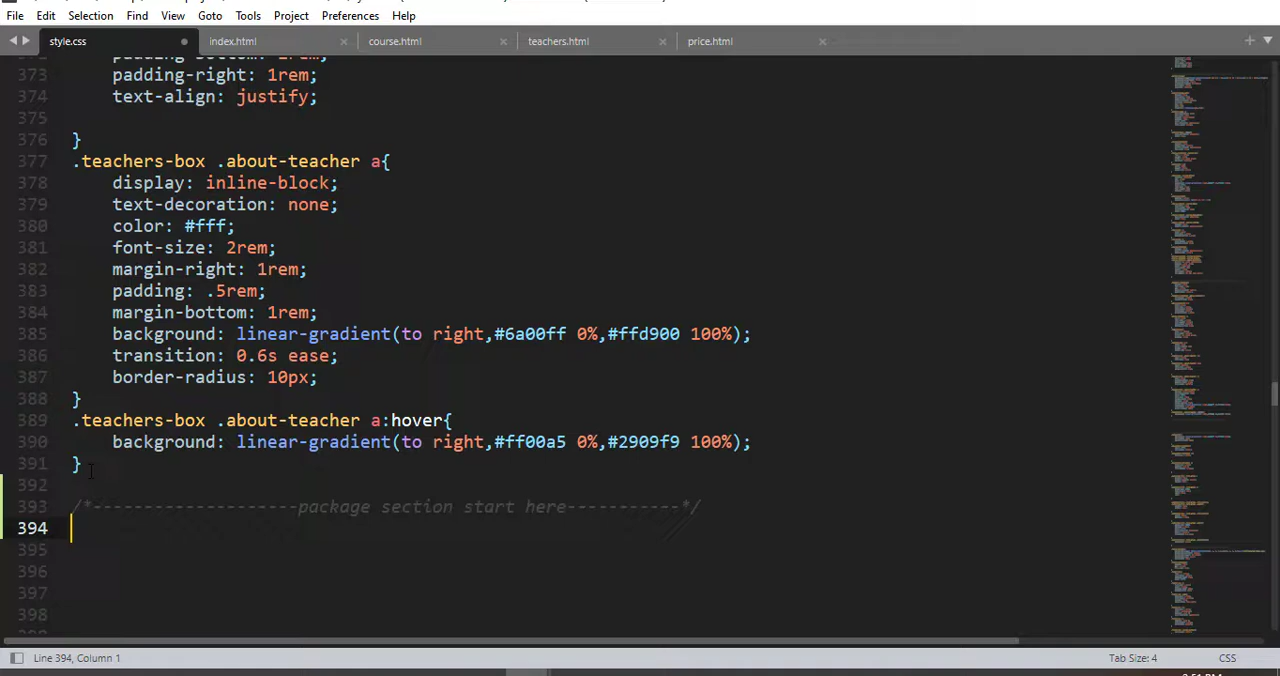 File Edit Selection Find View Goto Tools Project Preferences Help
style.css index.html course.html teachers.html price.html
373 padding-right: 1rem;
374 text-align: justify;
375
376 }
377 .teachers-box .about-teacher a{
378 display: inline-block;
379 text-decoration: none;
380 color: #fff;
381 font-size: 2rem;
382 margin-right: 1rem;
383 padding: .5rem;
384 margin-bottom: 1rem;
385 background: linear-gradient(to right,#6a00ff 0%,#ffd900 100%);
386 transition: 0.6s ease;
387 border-radius: 10px;
388 }
389 .teachers-box .about-teacher a:hover{
390 background: linear-gradient(to right,#ff00a5 0%,#2909f9 100%);
391 }
392
393 /*--------------------package section start here-----------*/
394
395
396
397
398
Line 394, Column 1 Tab Size: 4 CSS